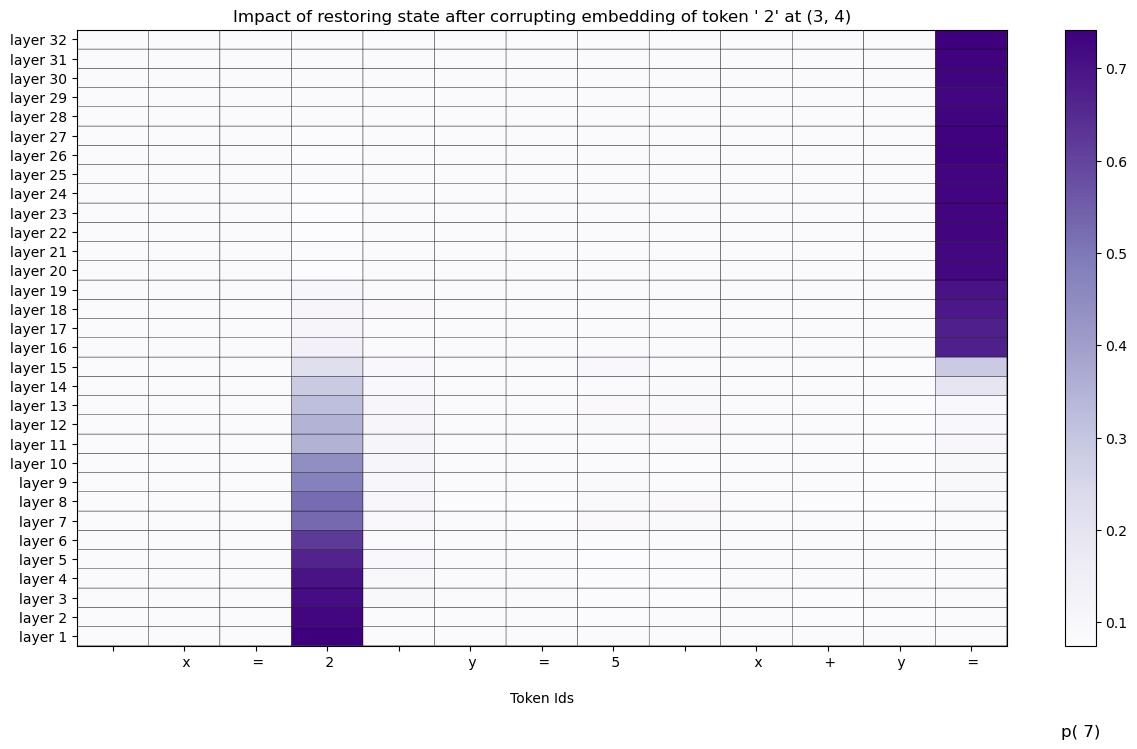 Impact of restoring state after corrupting embedding of token ' 2' at (3, 4)
layer 32
layer 31
layer 30
layer 29
layer 28
layer 27
layer 26
layer 25
layer 24
layer 23
layer 22
layer 21
layer 20
layer 19
layer 18
layer 17
layer 16
layer 15
layer 14
layer 13
layer 12
layer 11
layer 10
layer 9
layer 8
layer 7
layer 6
layer 5
layer 4
layer 3
layer 2
layer 1
x = 2 y = 5 x + y =
Token Ids
0.7
0.6
0.5
0.4
0.3
0.2
0.1
p( 7)